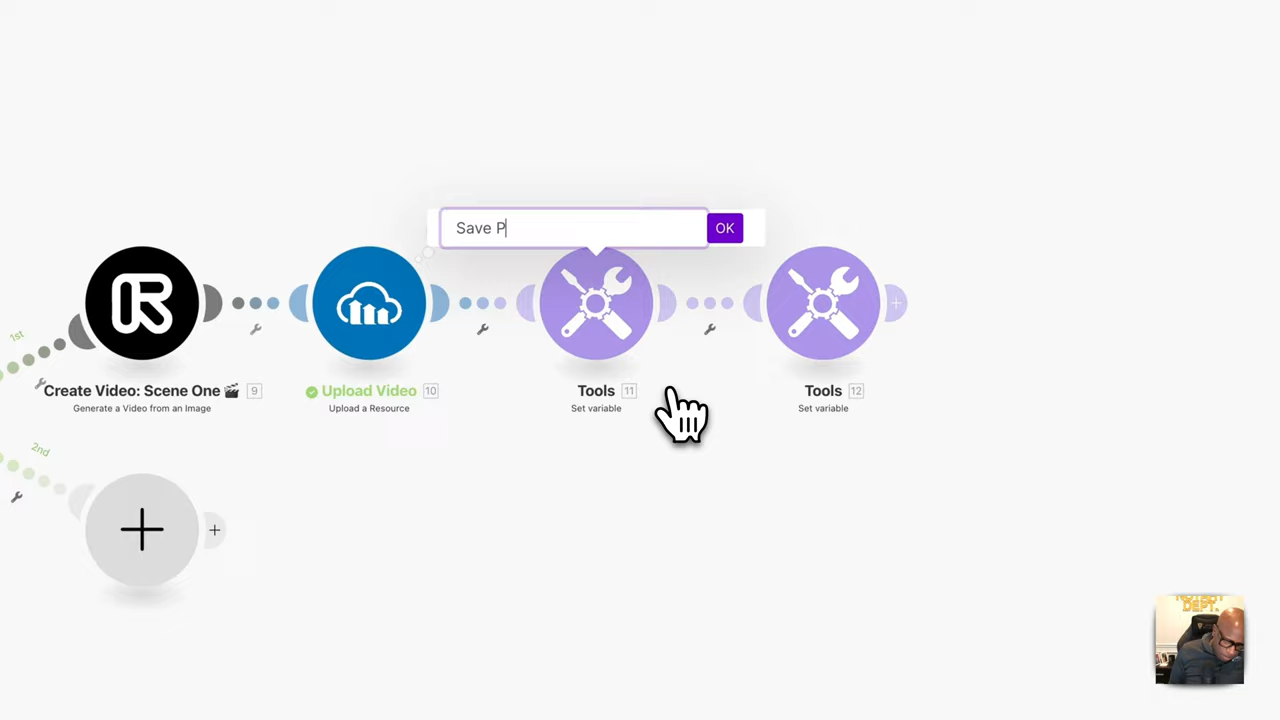 Save P
OK
1st
Create Video: Scene One 🎬 9
Generate a Video from an Image
Upload Video 10
Upload a Resource
Tools 11
Set variable
Tools 12
Set variable
2nd
DEPT.